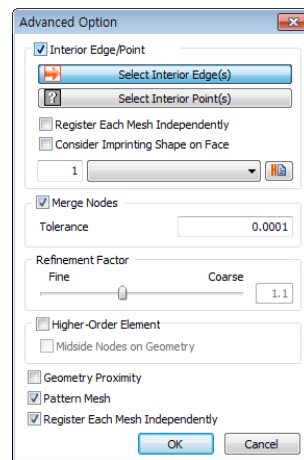 Advanced Option
Interior Edge/Point
Select Interior Edge(s)
? Select Interior Point(s)
Register Each Mesh Independently
Consider Imprinting Shape on Face
1
Merge Nodes
Tolerance 0.0001
Refinement Factor
Fine Coarse
1.1
Higher-Order Element
Midside Nodes on Geometry
Geometry Proximity
Pattern Mesh
Register Each Mesh Independently
OK Cancel